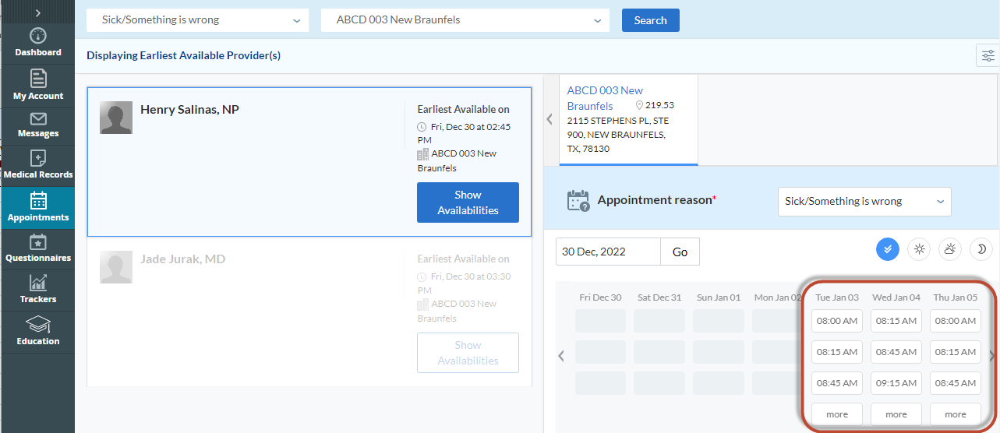 Sick/Something is wrong
ABCD 003 New Braunfels
Search
Dashboard
My Account
Messages
Medical Records
Appointments
Questionnaires
Trackers
Education
Displaying Earliest Available Provider(s)
Henry Salinas, NP
Earliest Available on
Fri, Dec 30 at 02:45
PM
ABCD 003 New
Braunfels
Show
Availabilities
Jade Jurak, MD
Earliest Available on
Fri, Dec 30 at 03:30
PM
ABCD 003 New
Braunfels
Show
Availabilities
ABCD 003 New
Braunfels 219.53
2115 STEPHENS PL, STE
900, NEW BRAUNFELS,
TX, 78130
Appointment reason* Sick/Something is wrong
30 Dec, 2022 Go
Fri Dec 30 Sat Dec 31 Sun Jan 01 Mon Jan 02 Tue Jan 03 Wed Jan 04 Thu Jan 05
08:00 AM 08:15 AM 08:00 AM
08:15 AM 08:45 AM 08:15 AM
08:45 AM 09:15 AM 08:45 AM
more more more